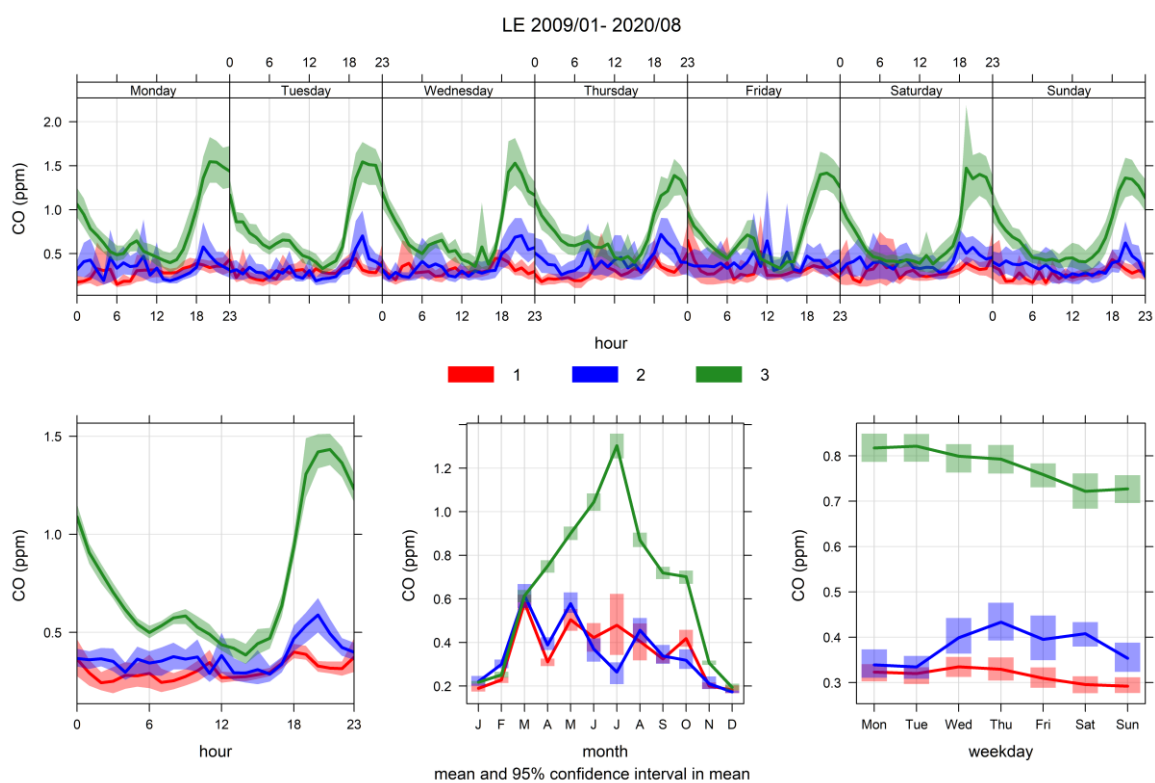 LE 2009/01- 2020/08
0 6 12 18 23 0 6 12 18 23 0 6 12 18 23
Monday Tuesday Wednesday Thursday Friday Saturday Sunday
2.0
1.5
1.0
0.5
CO (ppm)
0 6 12 18 23 0 6 12 18 23 0 6 12 18 23 0 6 12 18 23
hour
1 2 3
1.5
1.0
0.5
CO (ppm)
0 6 12 18 23
hour
1.2
1.0
0.8
0.6
0.4
0.2
CO (ppm)
J F M A M J J A S O N D
month
0.8
0.7
0.6
0.5
0.4
0.3
CO (ppm)
Mon Tue Wed Thu Fri Sat Sun
weekday
mean and 95% confidence interval in mean